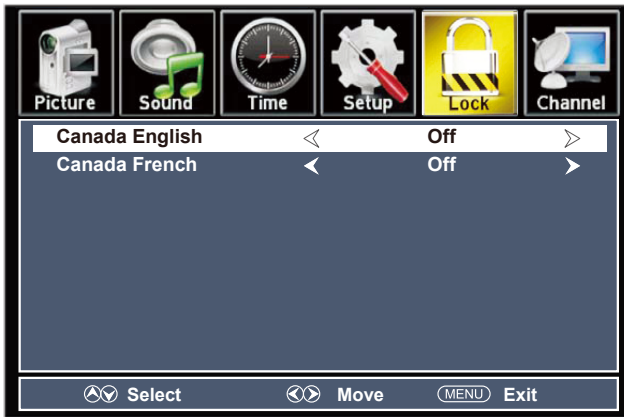 Picture Sound Time Setup Lock Channel
Canada English Off
Canada French Off
Select Move MENU Exit